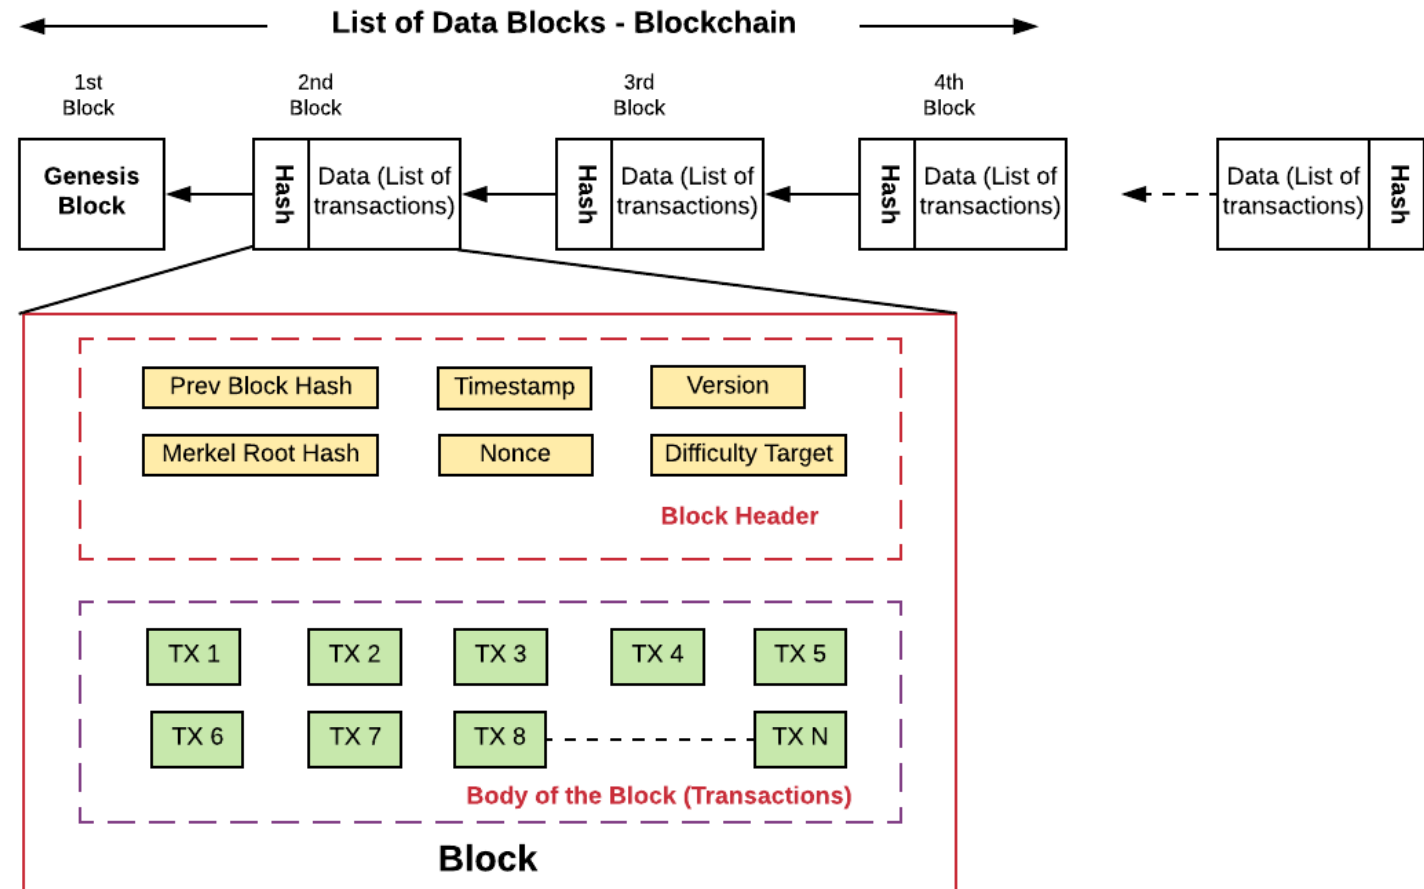 List of Data Blocks - Blockchain
1st
Block
2nd
Block
3rd
Block
4th
Block
Genesis
Block
Hash
Data (List of
transactions)
Hash
Data (List of
transactions)
Hash
Data (List of
transactions)
Data (List of
transactions)
Hash
Prev Block Hash
Timestamp
Version
Merkel Root Hash
Nonce
Difficulty Target
Block Header
TX 1
TX 2
TX 3
TX 4
TX 5
TX 6
TX 7
TX 8
TX N
Body of the Block (Transactions)
Block